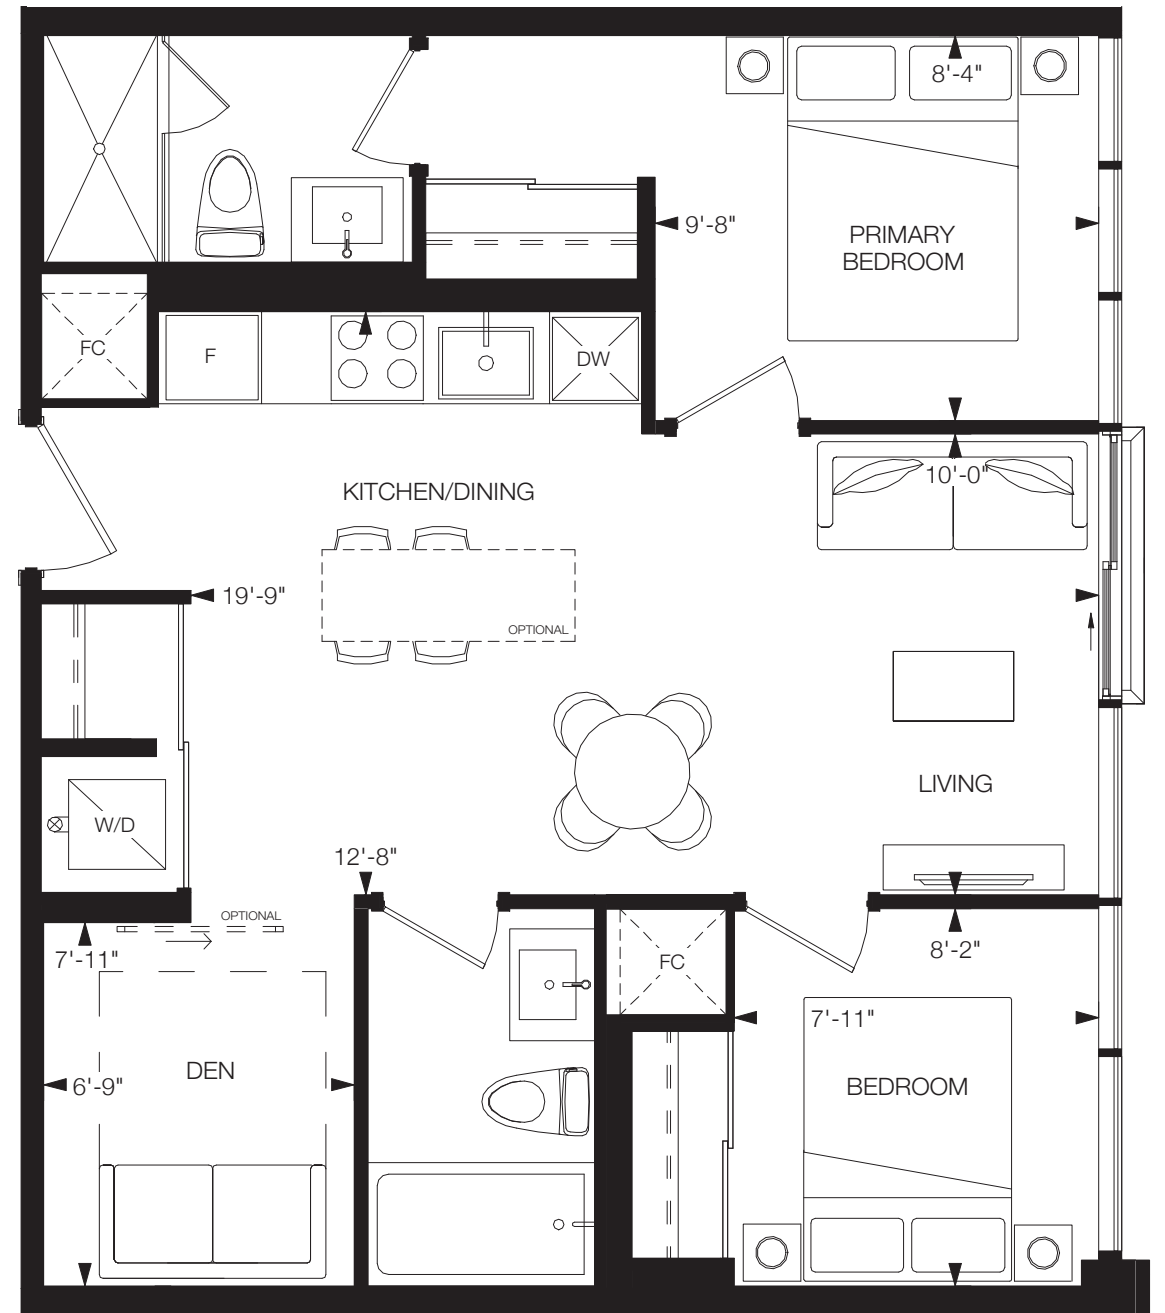 8'-4"
9'-8"
PRIMARY
BEDROOM
FC
F
DW
10'-0"
KITCHEN/DINING
19'-9"
OPTIONAL
LIVING
W/D
12'-8"
OPTIONAL
7'-11"
8'-2"
FC
7'-11"
DEN
6'-9"
BEDROOM